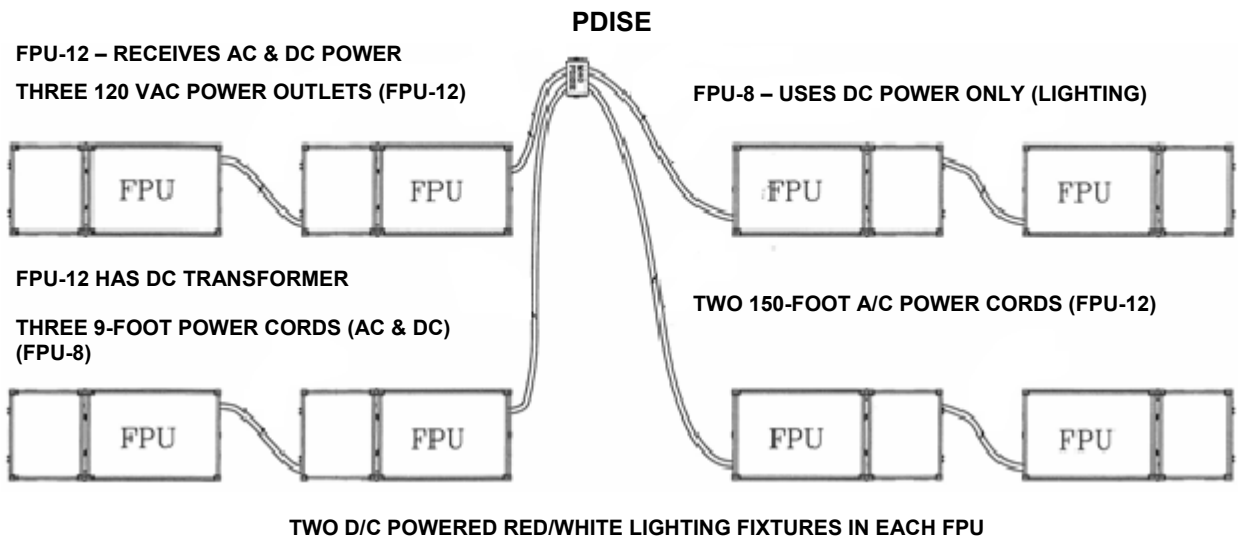 PDISE
FPU-12 – RECEIVES AC & DC POWER
THREE 120 VAC POWER OUTLETS (FPU-12)
FPU-8 – USES DC POWER ONLY (LIGHTING)
FPU
FPU
FPU
FPU
FPU-12 HAS DC TRANSFORMER
THREE 9-FOOT POWER CORDS (AC & DC)
(FPU-8)
TWO 150-FOOT A/C POWER CORDS (FPU-12)
FPU
FPU
FPU
FPU
TWO D/C POWERED RED/WHITE LIGHTING FIXTURES IN EACH FPU